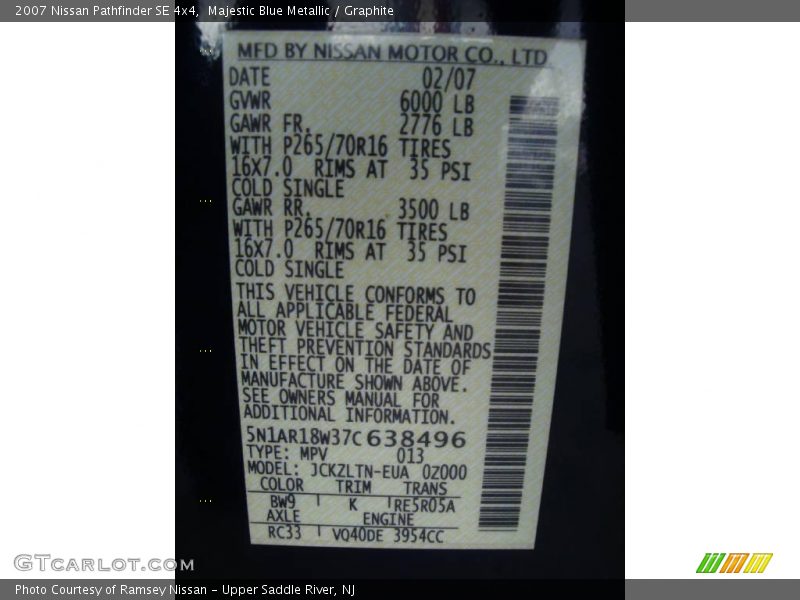 2007 Nissan Pathfinder SE 4x4, Majestic Blue Metallic / Graphite
MFD BY NISSAN MOTOR CO., LTD
DATE 02/07
GVWR 6000 LB
GAWR FR. 2776 LB
WITH P265/70R16 TIRES
16X7.0 RIMS AT 35 PSI
COLD SINGLE
GAWR RR. 3500 LB
WITH P265/70R16 TIRES
16X7.0 RIMS AT 35 PSI
COLD SINGLE
THIS VEHICLE CONFORMS TO
ALL APPLICABLE FEDERAL
MOTOR VEHICLE SAFETY AND
THEFT PREVENTION STANDARDS
IN EFFECT ON THE DATE OF
MANUFACTURE SHOWN ABOVE.
SEE OWNERS MANUAL FOR
ADDITIONAL INFORMATION.
5N1AR18W37C638496
TYPE: MPV 013
MODEL: JCKZLTN-EUA 0Z000
COLOR TRIM TRANS
BW9 K RE5R05A
AXLE ENGINE
RC33 VQ40DE 3954CC
GTCarLot.com
Photo Courtesy of Ramsey Nissan - Upper Saddle River, NJ